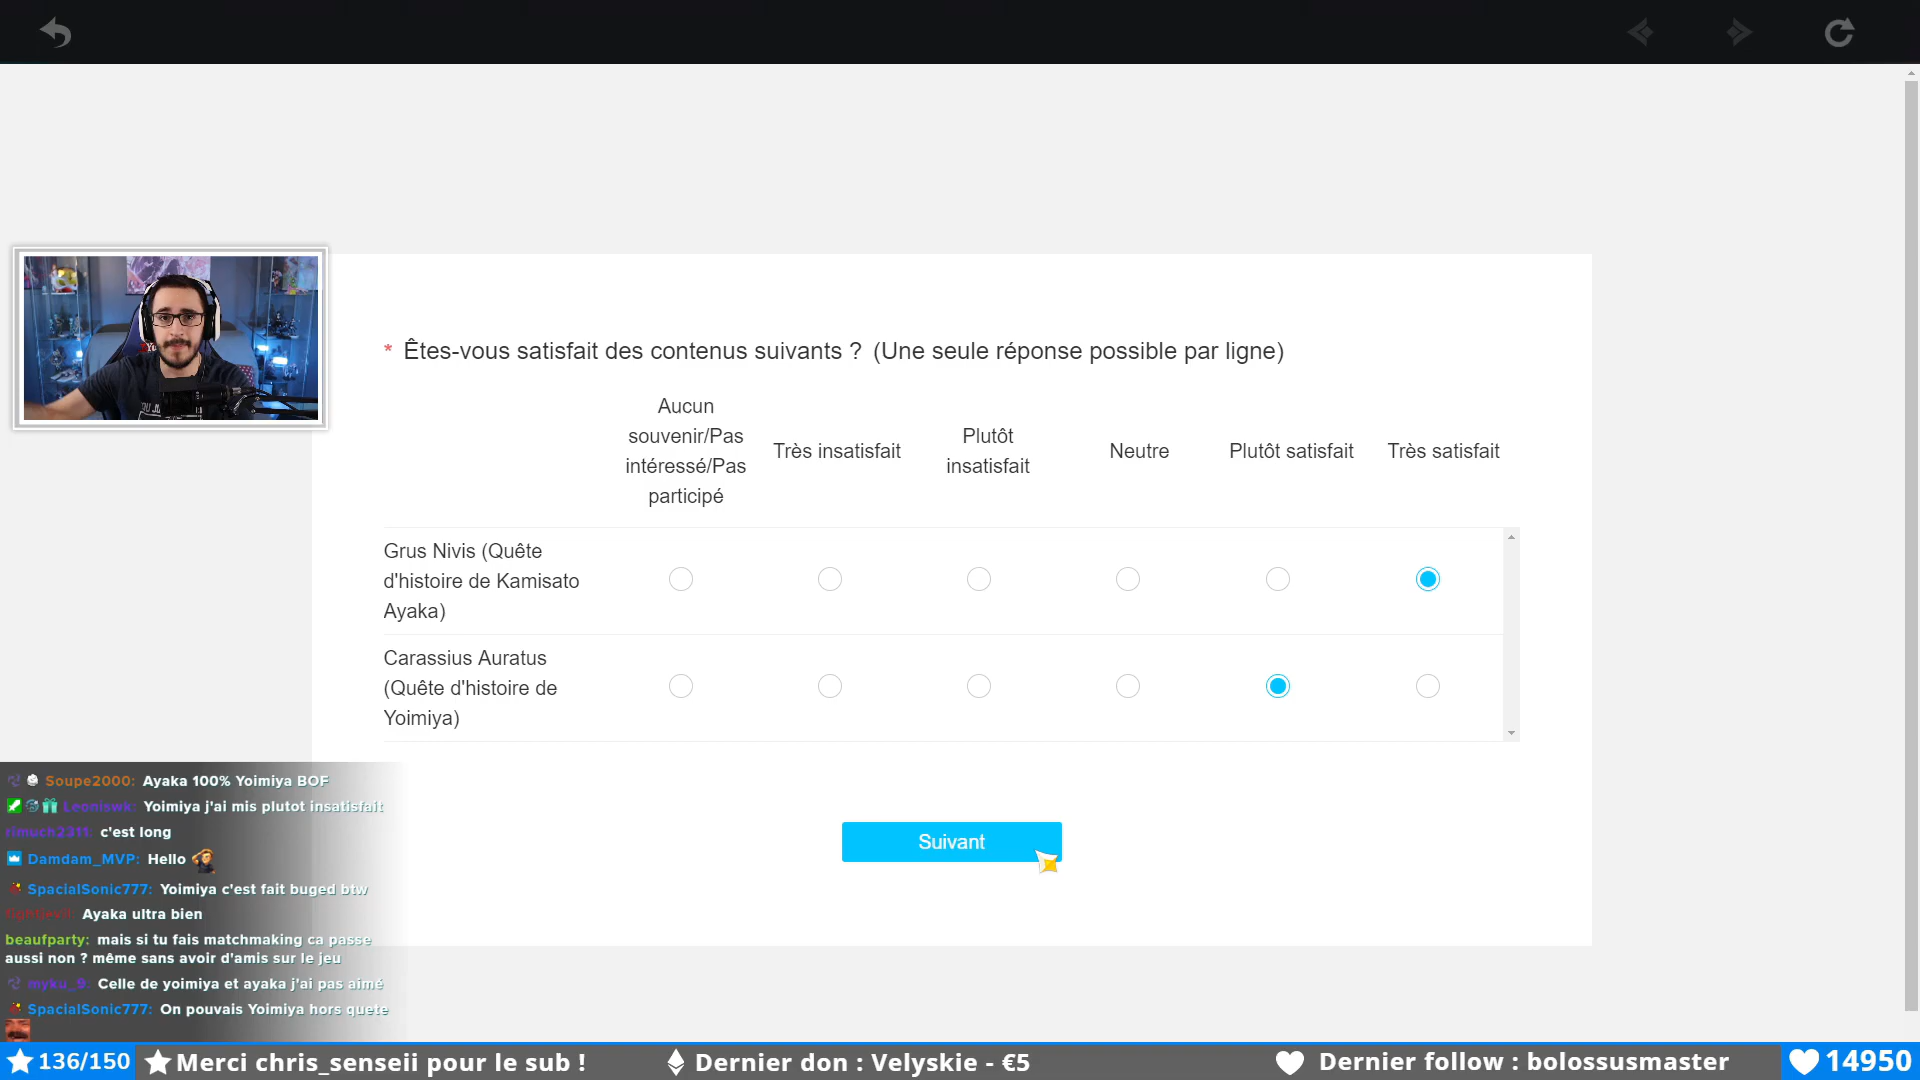 * Êtes-vous satisfait des contenus suivants ? (Une seule réponse possible par ligne)
Aucun
souvenir/Pas
intéressé/Pas
participé
Très insatisfait
Plutôt
insatisfait
Neutre
Plutôt satisfait
Très satisfait
Grus Nivis (Quête
d'histoire de Kamisato
Ayaka)
Carassius Auratus
(Quête d'histoire de
Yoimiya)
Suivant
Soupe2000: Ayaka 100% Yoimiya BOF
Leoniswk: Yoimiya j'ai mis plutot insatisfait
rimuch2311: c'est long
Damdam_MVP: Hello
SpacialSonic777: Yoimiya c'est fait buged btw
Ayaka ultra bien
beaufparty: mais si tu fais matchmaking ca passe
aussi non ? même sans avoir d'amis sur le jeu
myku_9: Celle de yoimiya et ayaka j'ai pas aimé
SpacialSonic777: On pouvais Yoimiya hors quete
136/150
Merci chris_senseii pour le sub !
Dernier don : Velyskie - €5
Dernier follow : bolossusmaster
14950